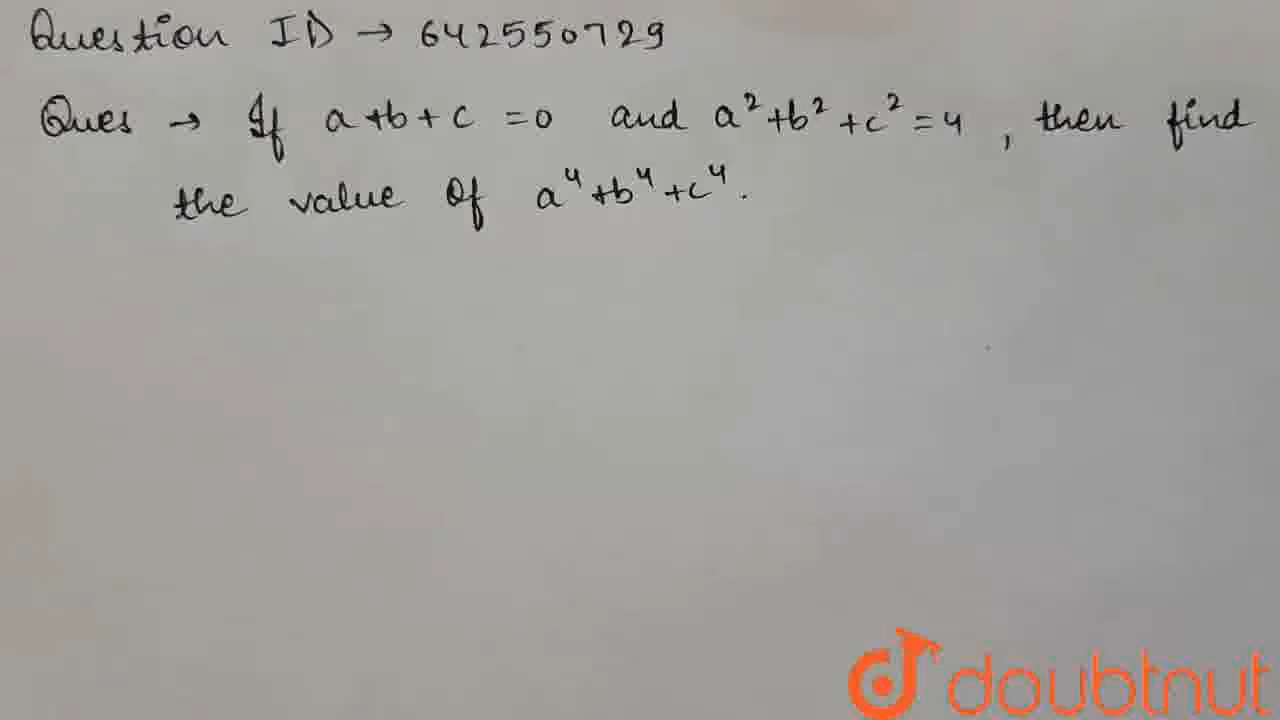 Question ID → 642550729
Ques → If a+b+c =0 and a²+b²+c²=4, then find
the value of a⁴+b⁴+c⁴.
doubtnut